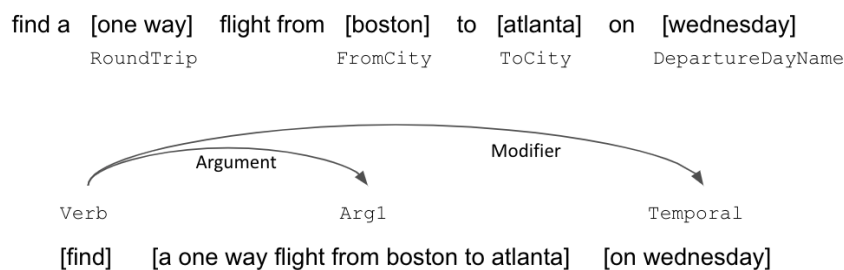 find a [one way] flight from [boston] to [atlanta] on [wednesday]
RoundTrip FromCity ToCity DepartureDayName
Argument Modifier
Verb Arg1 Temporal
[find] [a one way flight from boston to atlanta] [on wednesday]